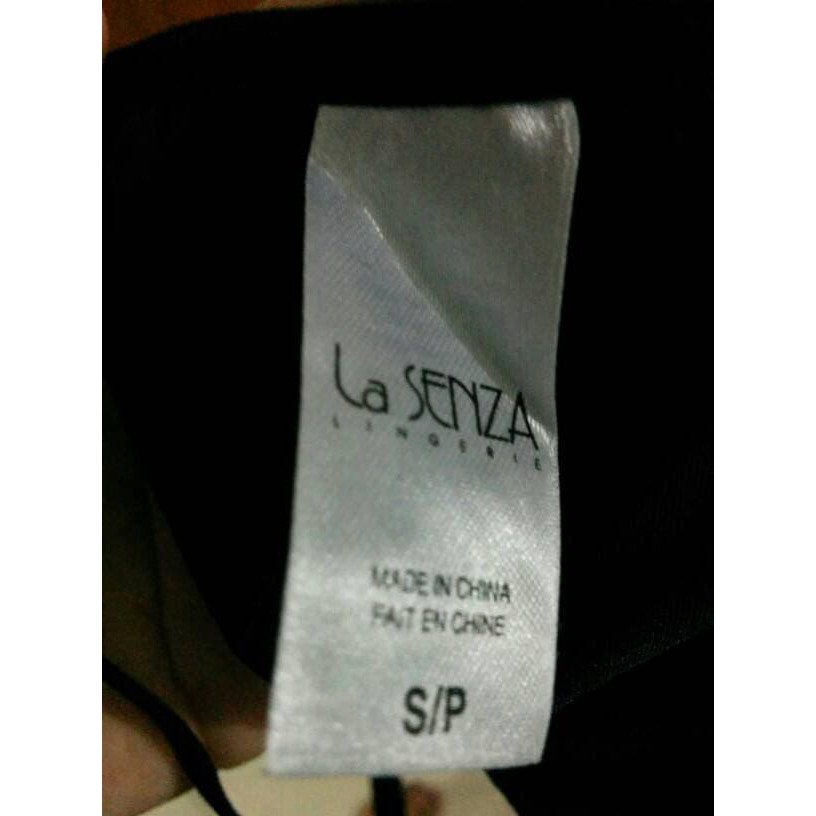 La SENZA
LINGERIE
MADE IN CHINA
FAIT EN CHINE
S/P